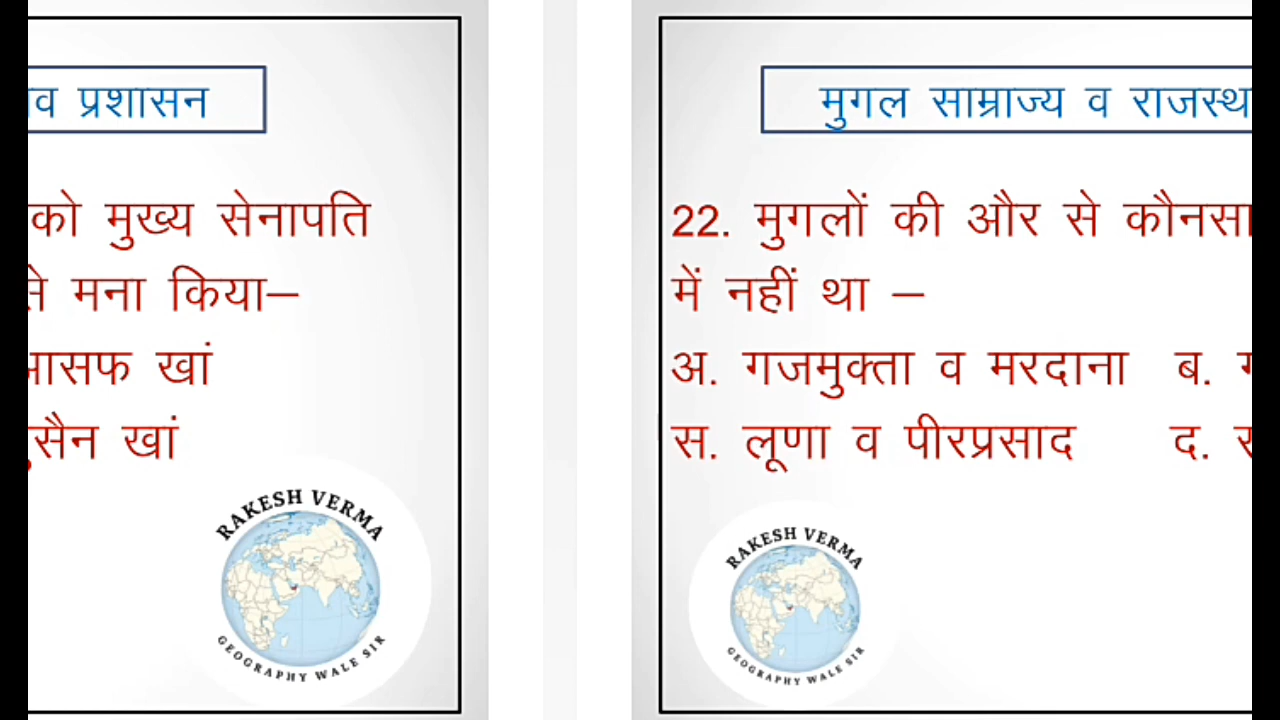 व प्रशासन
को मुख्य सेनापति
से मना किया–
आसफ खां
हुसैन खां
RAKESH VERMA
GEOGRAPHY WALE SIR
मुगल साम्राज्य व राजस्थ
22. मुगलों की और से कौनसा
में नहीं था –
अ. गजमुक्ता व मरदाना ब.
स. लूणा व पीरप्रसाद द.
RAKESH VERMA
GEOGRAPHY WALE SIR